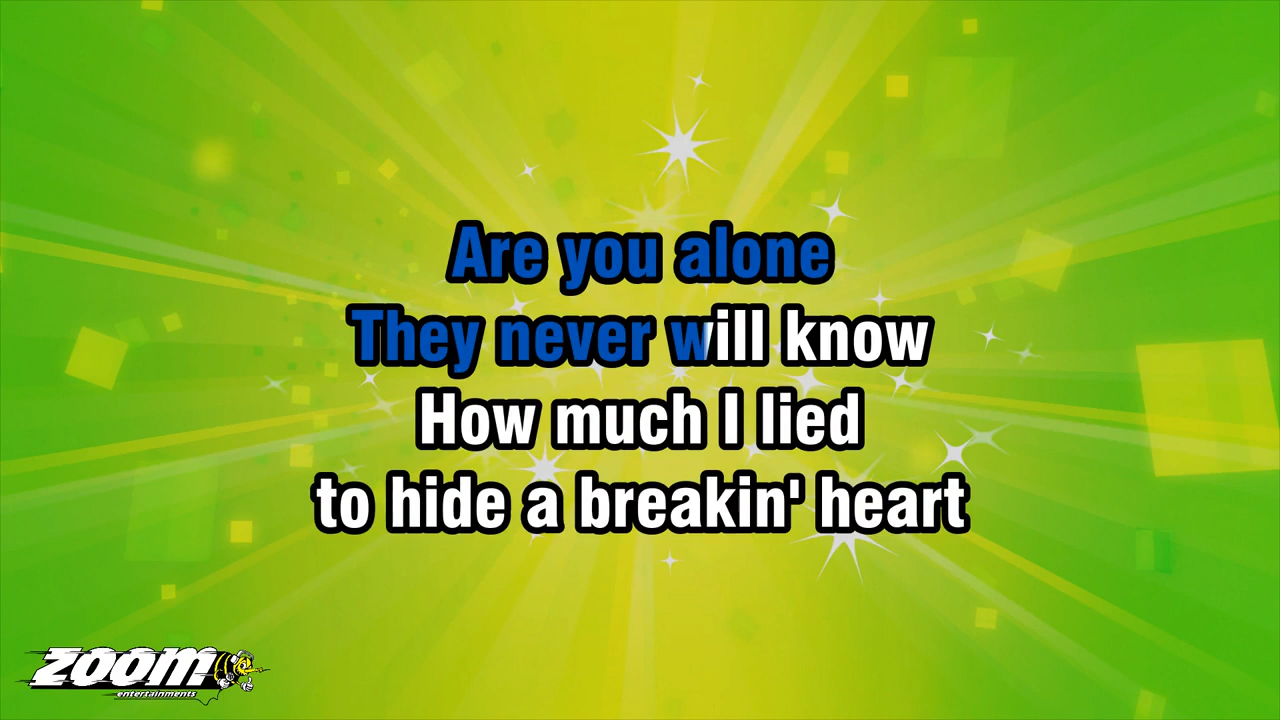 Are you alone
They never will know
How much I lied
to hide a breakin' heart
zoom
entertainments